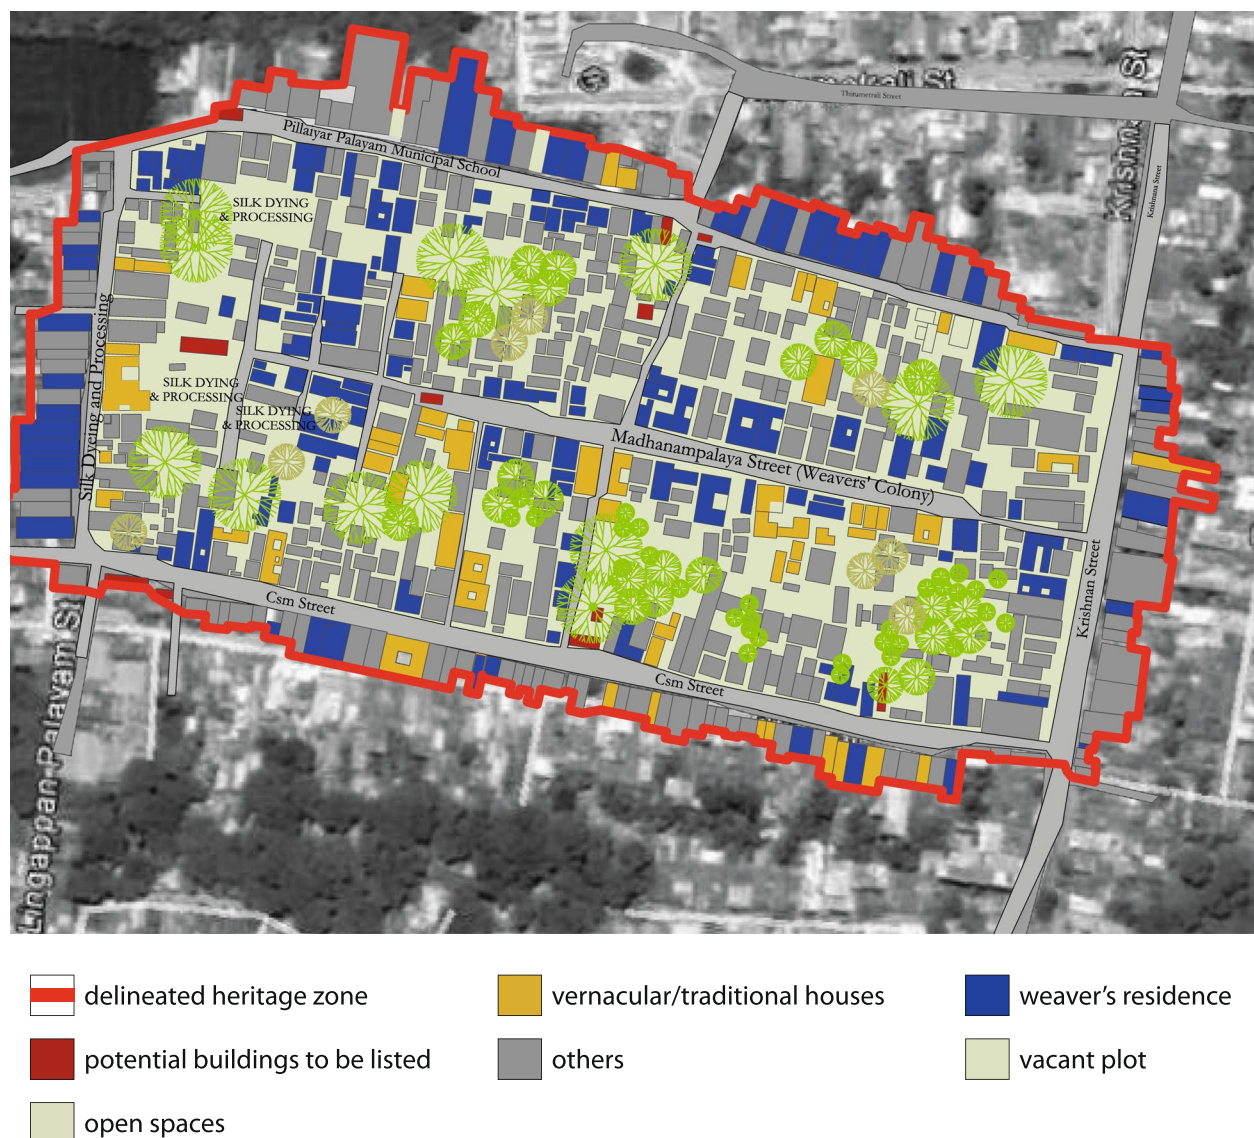 Thirumetrali Street
Krishnana Street
Pillaiyar Palayam Municipal School
SILK DYING
& PROCESSING
Silk Dyeing and Processing
SILK DYING
& PROCESSING
SILK DYING
& PROCESSING
Madhanampalaya Street (Weavers' Colony)
Krishnan Street
Csm Street
Csm Street
Lingappan Palayam St
delineated heritage zone
vernacular/traditional houses
weaver's residence
potential buildings to be listed
others
vacant plot
open spaces